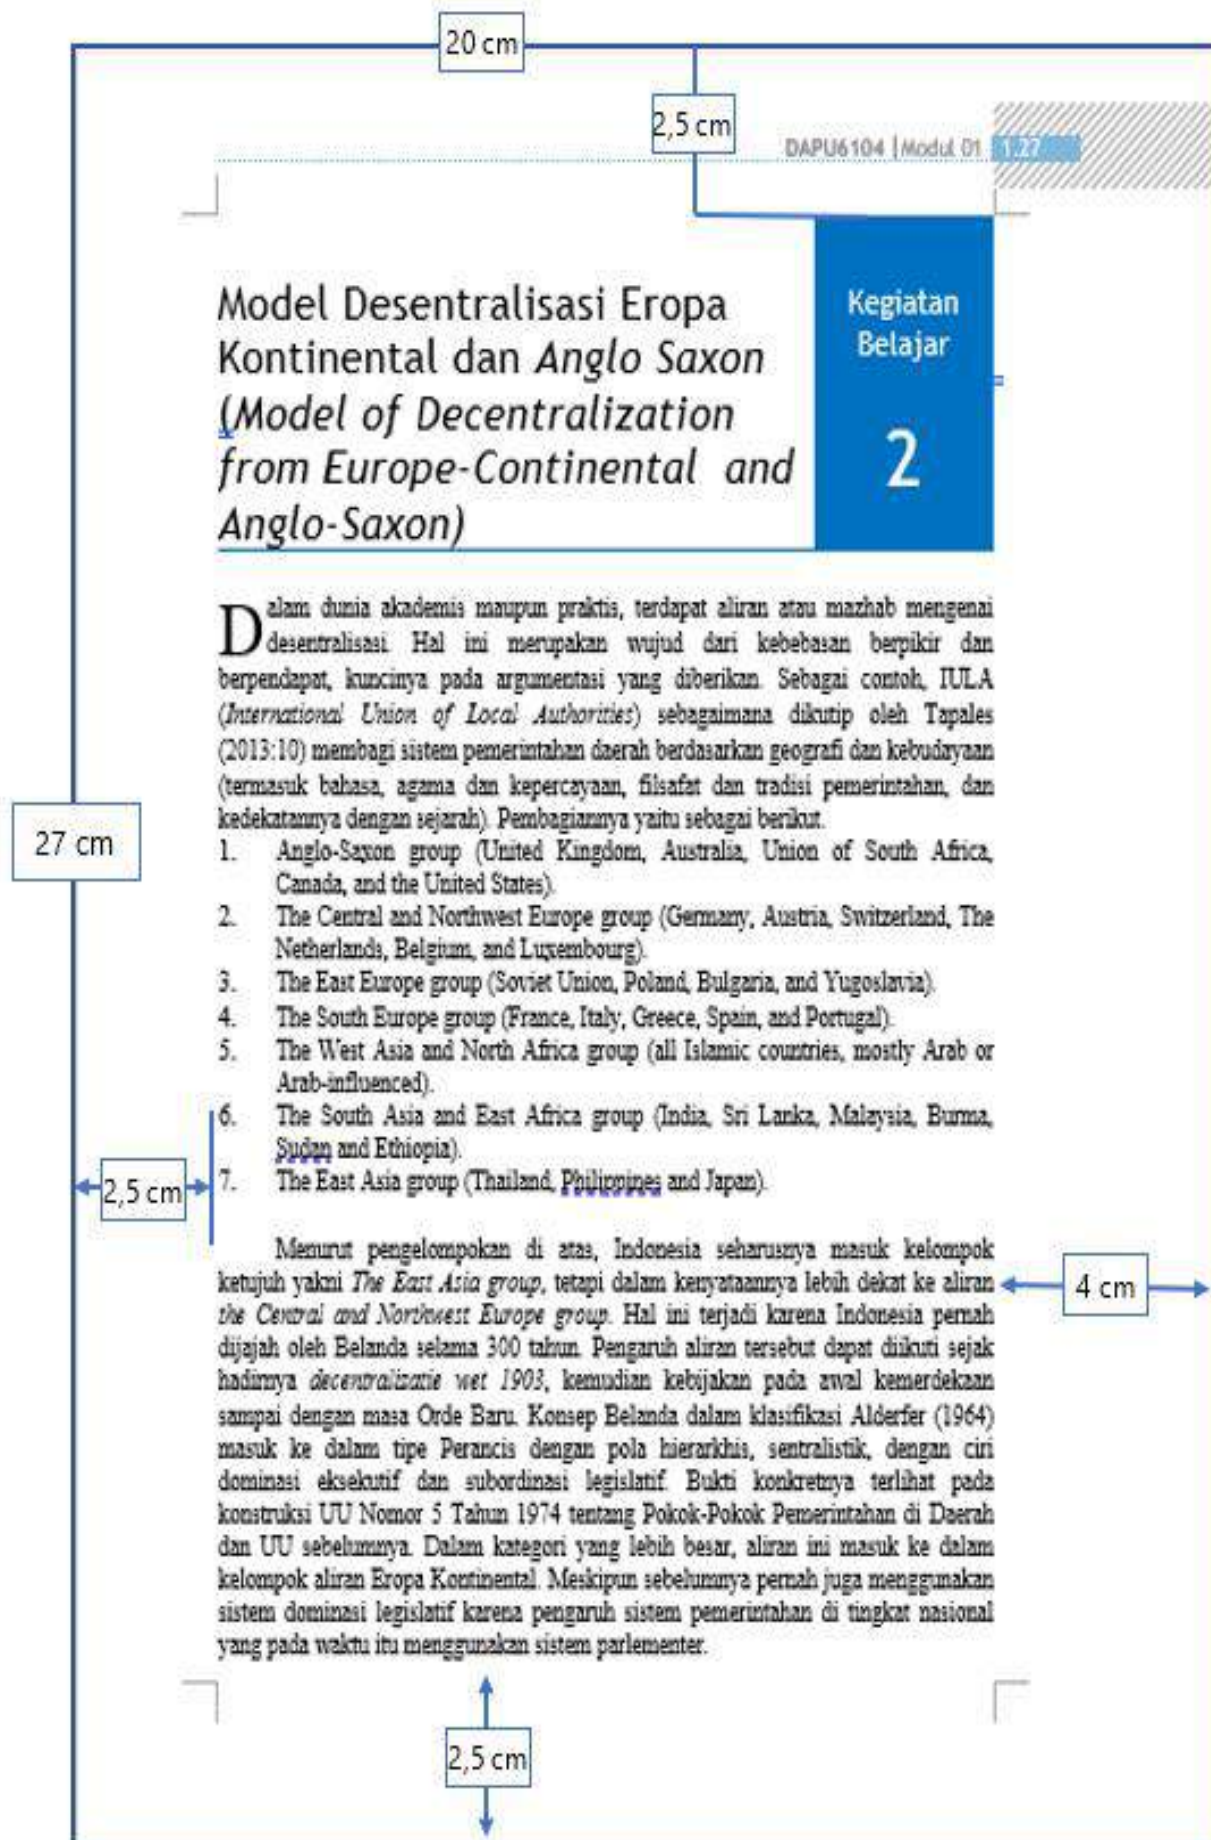 20 cm
2,5 cm
DAPU6104 | Modul 01 1.27
Model Desentralisasi Eropa
Kontinental dan Anglo Saxon
(Model of Decentralization
from Europe-Continental and
Anglo-Saxon)
Kegiatan
Belajar
2
Dalam dunia akademis maupun praktis, terdapat aliran atau mazhab mengenai
desentralisasi. Hal ini merupakan wujud dari kebebasan berpikir dan
berpendapat, kuncinya pada argumentasi yang diberikan. Sebagai contoh, IULA
(International Union of Local Authorities) sebagaimana dikutip oleh Tapales
(2013:10) membagi sistem pemerintahan daerah berdasarkan geografi dan kebudayaan
(termasuk bahasa, agama dan kepercayaan, filsafat dan tradisi pemerintahan, dan
kedekatannya dengan sejarah). Pembagiannya yaitu sebagai berikut.
27 cm
1. Anglo-Saxon group (United Kingdom, Australia, Union of South Africa,
Canada, and the United States).
2. The Central and Northwest Europe group (Germany, Austria, Switzerland, The
Netherlands, Belgium, and Luxembourg).
3. The East Europe group (Soviet Union, Poland, Bulgaria, and Yugoslavia).
4. The South Europe group (France, Italy, Greece, Spain, and Portugal).
5. The West Asia and North Africa group (all Islamic countries, mostly Arab or
Arab-influenced).
6. The South Asia and East Africa group (India, Sri Lanka, Malaysia, Burma,
Sudan and Ethiopia).
7. The East Asia group (Thailand, Philippines and Japan).
2,5 cm
Menurut pengelompokan di atas, Indonesia seharusnya masuk kelompok
ketujuh yakni The East Asia group, tetapi dalam kenyataannya lebih dekat ke aliran
the Central and Northwest Europe group. Hal ini terjadi karena Indonesia pernah
dijajah oleh Belanda selama 300 tahun. Pengaruh aliran tersebut dapat diikuti sejak
hadirnya decentralisatie wet 1903, kemudian kebijakan pada awal kemerdekaan
sampai dengan masa Orde Baru. Konsep Belanda dalam klasifikasi Alderfer (1964)
masuk ke dalam tipe Perancis dengan pola hierarkhis, sentralistik, dengan ciri
dominasi eksekutif dan subordinasi legislatif. Bukti konkretnya terlihat pada
konstruksi UU Nomor 5 Tahun 1974 tentang Pokok-Pokok Pemerintahan di Daerah
dan UU sebelumnya. Dalam kategori yang lebih besar, aliran ini masuk ke dalam
kelompok aliran Eropa Kontinental. Meskipun sebelumnya pernah juga menggunakan
sistem dominasi legislatif karena pengaruh sistem pemerintahan di tingkat nasional
yang pada waktu itu menggunakan sistem parlementer.
4 cm
2,5 cm